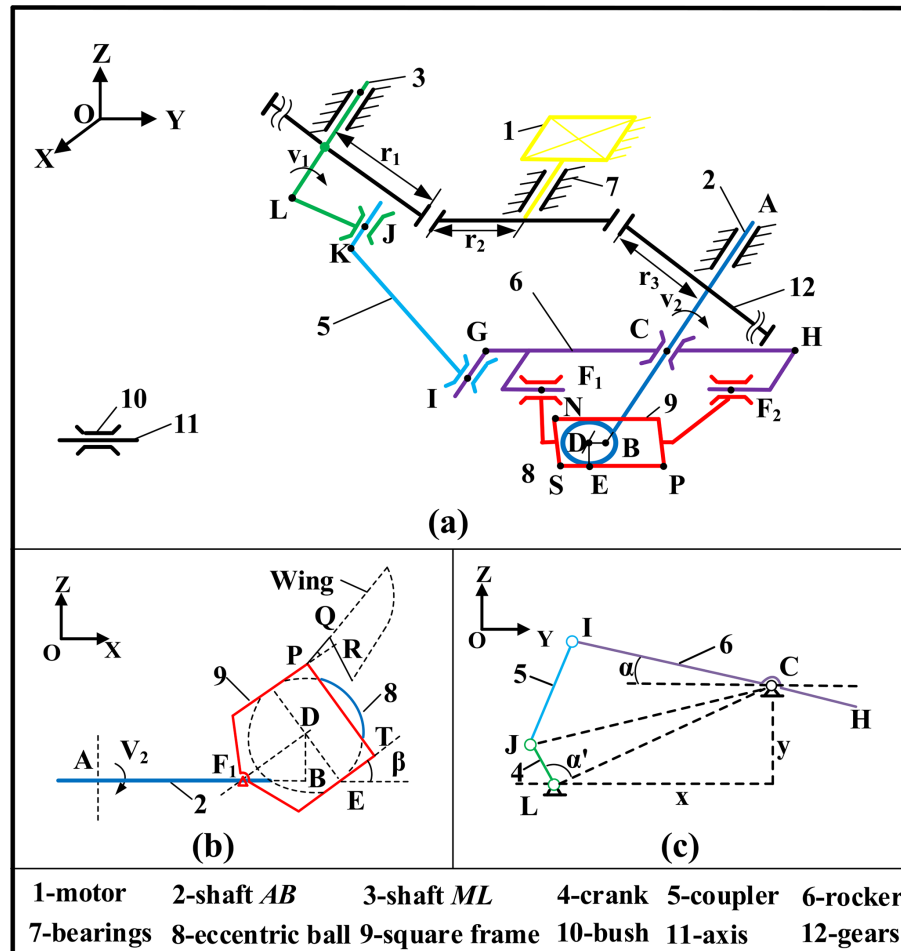 Z
O
Y
X
3
1
r₁
v₁
7
2
A
L
J
r₂
K
r₃
12
6
v₂
5
G
C
H
I
F₁
F₂
10
N
9
11
D
B
8
S
E
P
(a)
Z
O
X
Wing
Q
R
P
9
8
D
T
A
V₂
F₁
B
β
2
E
(b)
Z
O
Y
I
6
C
α
5
H
J
y
4
α'
x
L
(c)
1-motor 2-shaft AB 3-shaft ML 4-crank 5-coupler 6-rocker
7-bearings 8-eccentric ball 9-square frame 10-bush 11-axis 12-gears